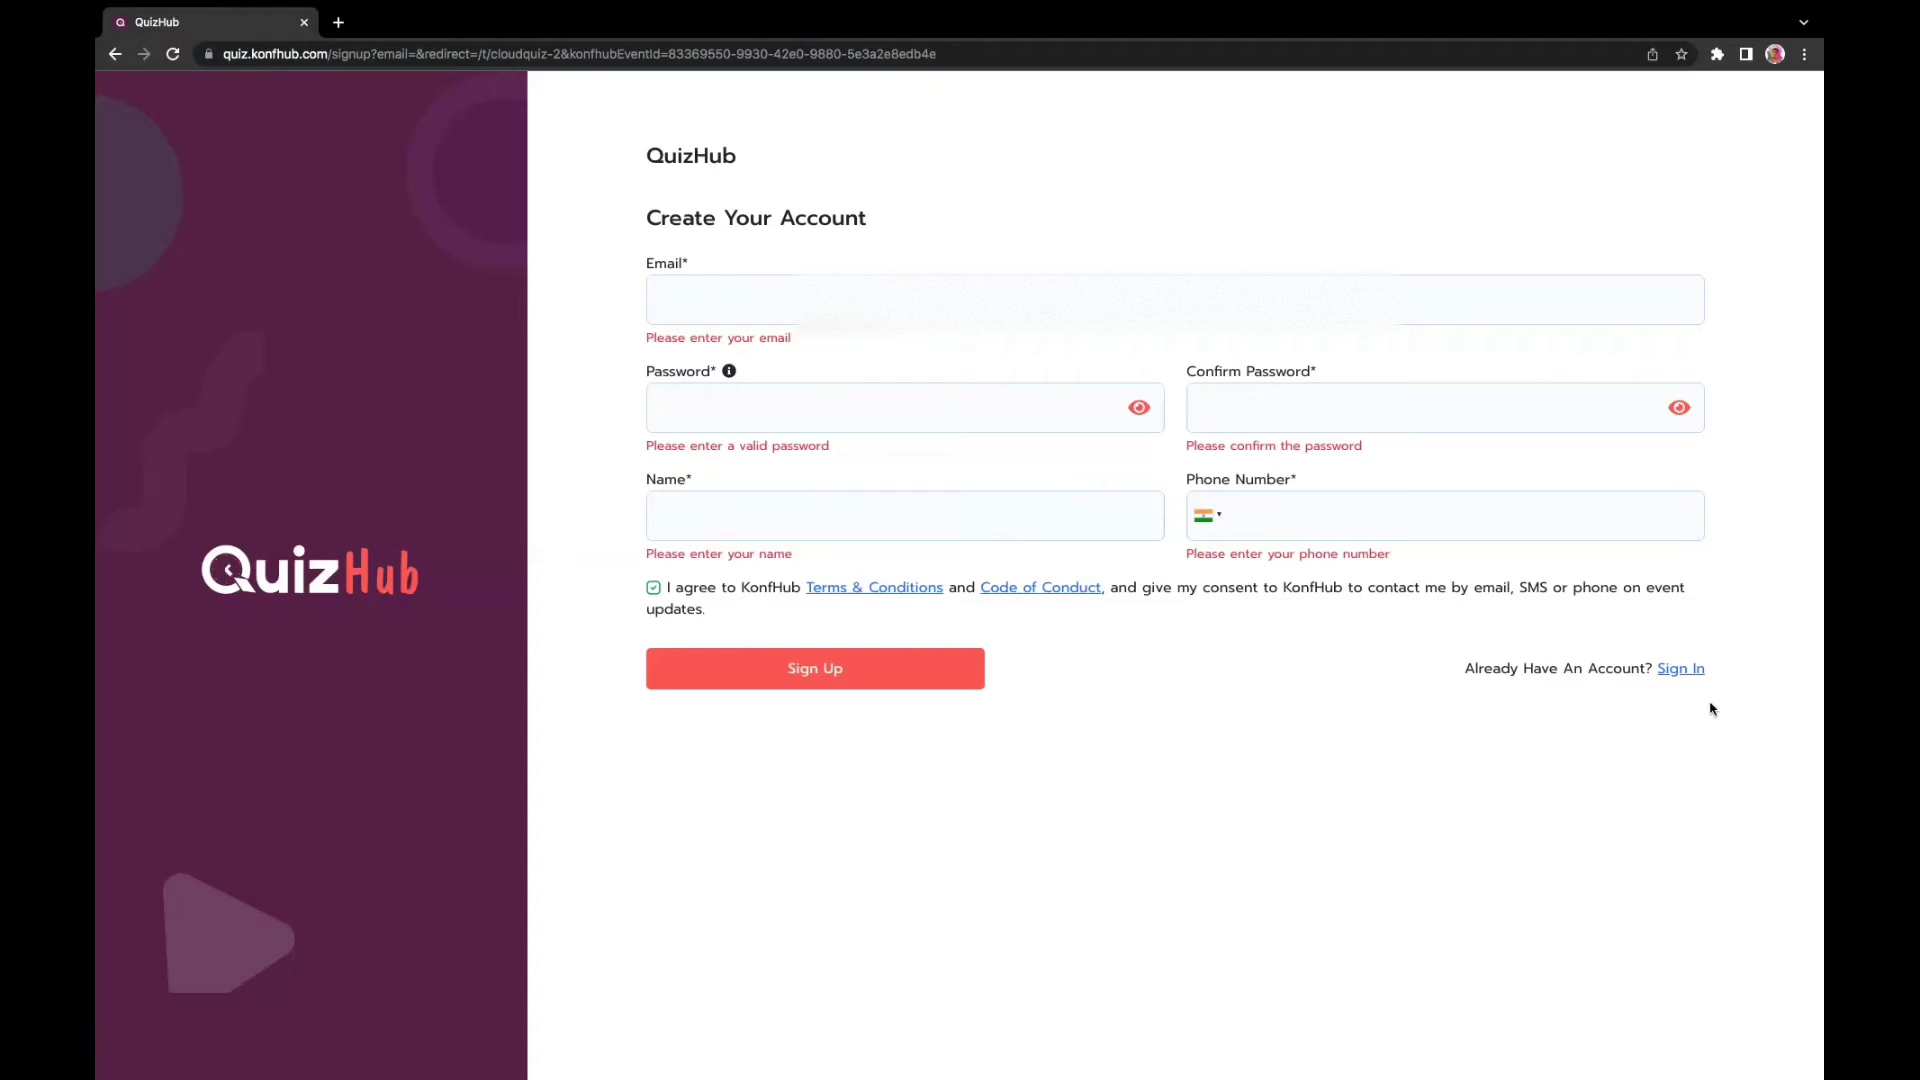 QuizHub
quiz.konfhub.com/signup?email=&redirect=/t/cloudquiz-2&konfhubEventId=83369550-9930-42e0-9880-5e3a2e8edb4e
QuizHub
QuizHub
Create Your Account
Email*
Please enter your email
Password*
Confirm Password*
Please enter a valid password
Please confirm the password
Name*
Phone Number*
Please enter your name
Please enter your phone number
I agree to KonfHub Terms & Conditions and Code of Conduct, and give my consent to KonfHub to contact me by email, SMS or phone on event
updates.
Sign Up
Already Have An Account? Sign In